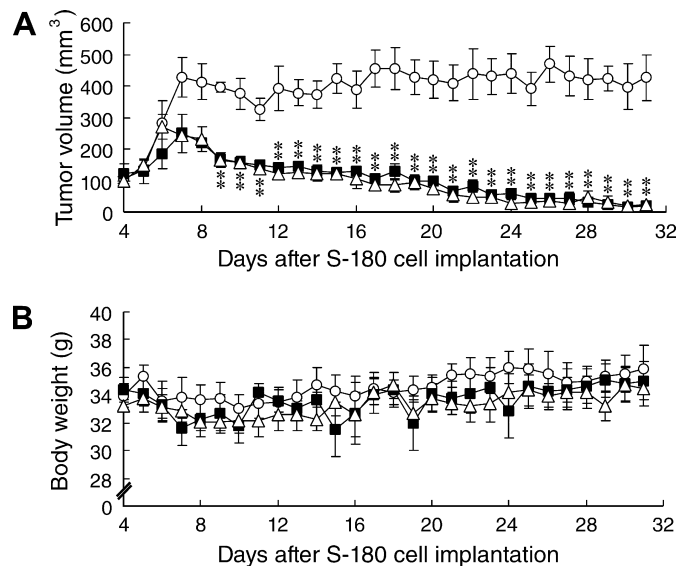 A
Tumor volume (mm³)
600
500
400
300
200
100
0
** ** ** ** ** ** ** ** ** ** ** ** ** ** ** ** ** ** ** **
** ** **
4 8 12 16 20 24 28 32
Days after S-180 cell implantation
B
Body weight (g)
40
38
36
34
32
30
28
0
4 8 12 16 20 24 28 32
Days after S-180 cell implantation